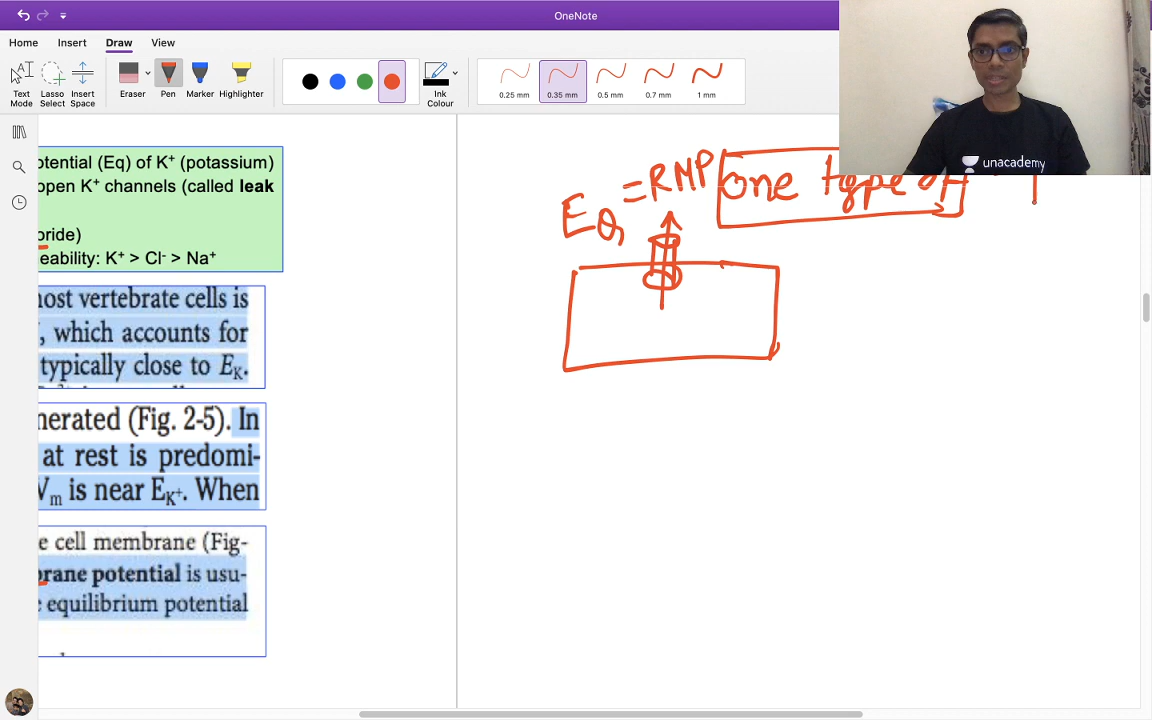 OneNote
Home Insert Draw View
Text Mode
Lasso Select
Insert Space
Eraser
Pen
Marker
Highlighter
Ink Colour
0.25 mm
0.35 mm
0.5 mm
0.7 mm
1 mm
unacademy
otential (Eq) of K⁺ (potassium)
open K⁺ channels (called leak
oride)
eability: K⁺ > Cl⁻ > Na⁺
ost vertebrate cells is
, which accounts for
typically close to E_K.
nerated (Fig. 2-5). In
at rest is predomi-
V_m is near E_K⁺. When
e cell membrane (Fig-
rane potential is usu-
equilibrium potential
= RMP one type of